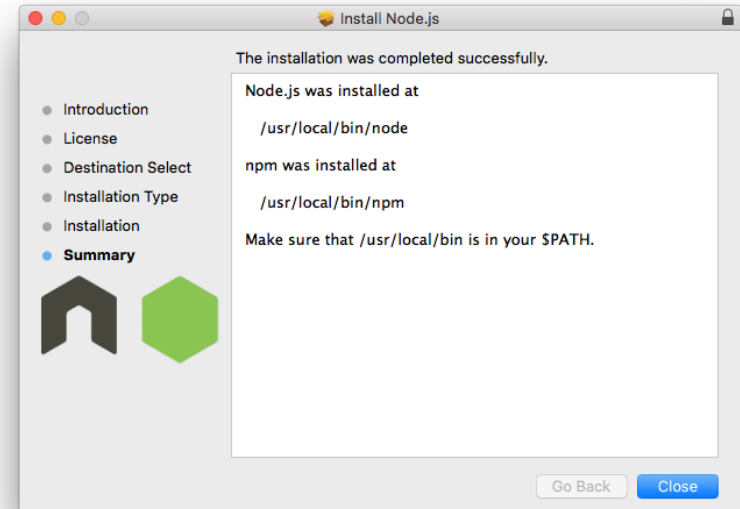 Install Node.js
The installation was completed successfully.
Introduction
License
Destination Select
Installation Type
Installation
Summary
Node.js was installed at
/usr/local/bin/node
npm was installed at
/usr/local/bin/npm
Make sure that /usr/local/bin is in your $PATH.
Go Back
Close